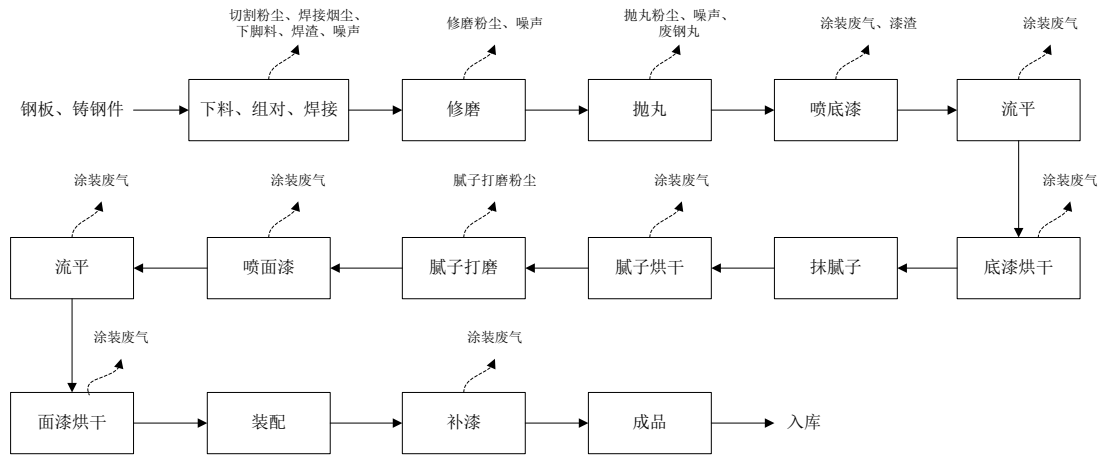 切割粉尘、焊接烟尘、
下脚料、焊渣、噪声
修磨粉尘、噪声
抛丸粉尘、噪声、
废钢丸
涂装废气、漆渣
涂装废气
钢板、铸钢件
下料、组对、焊接
修磨
抛丸
喷底漆
流平
涂装废气
涂装废气
腻子打磨粉尘
涂装废气
涂装废气
流平
喷面漆
腻子打磨
腻子烘干
抹腻子
底漆烘干
涂装废气
涂装废气
面漆烘干
装配
补漆
成品
入库